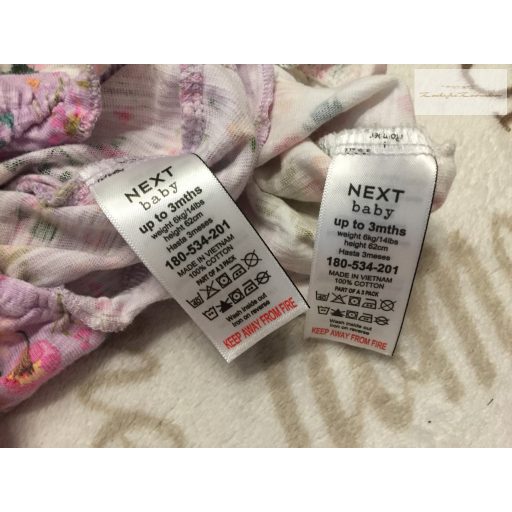 NEXT
baby
up to 3mths
weight 6kg/14lbs
height 62cm
Hasta 3meses
180-534-201
MADE IN VIETNAM
100% COTTON
PART OF A 3 PACK
Wash inside out
iron on reverse
KEEP AWAY FROM FIRE
NEXT
baby
up to 3mths
weight 6kg/14lbs
height 62cm
Hasta 3meses
180-534-201
MADE IN VIETNAM
100% COTTON
PART OF A 3 PACK
Wash inside out
iron on reverse
KEEP AWAY FROM FIRE